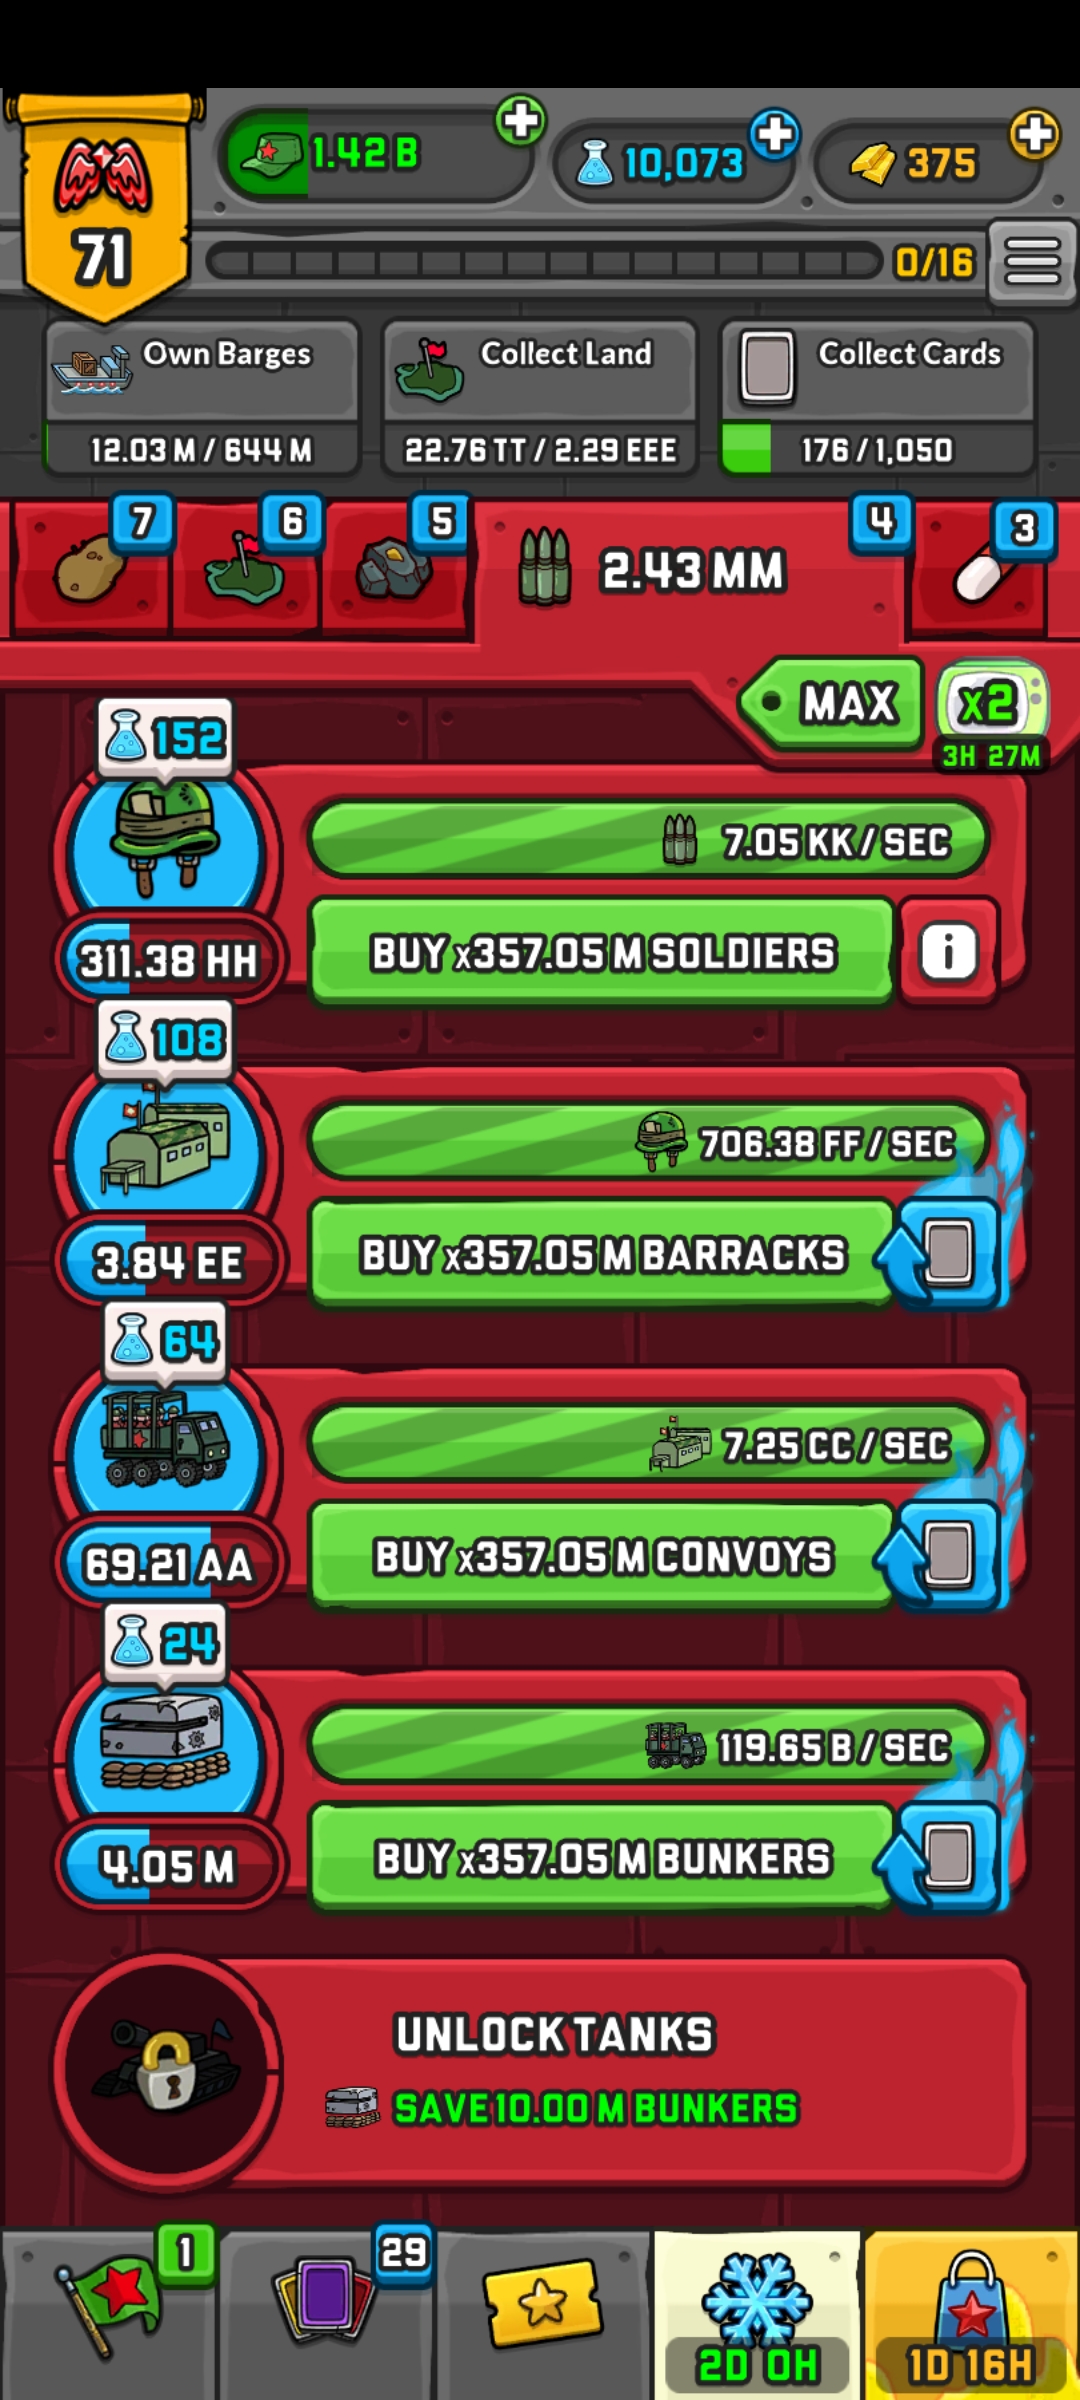 71
1.42 B
10,073
375
0/16
Own Barges
12.03 M / 644 M
Collect Land
22.76 TT / 2.29 EEE
Collect Cards
176 / 1,050
7
6
5
2.43 MM
4
3
MAX
x2
3H 27M
152
7.05 KK / SEC
311.38 HH
BUY x357.05 M SOLDIERS
i
108
706.38 FF / SEC
3.84 EE
BUY x357.05 M BARRACKS
64
7.25 CC / SEC
69.21 AA
BUY x357.05 M CONVOYS
24
119.65 B / SEC
4.05 M
BUY x357.05 M BUNKERS
UNLOCK TANKS
SAVE 10.00 M BUNKERS
1
29
2D 0H
1D 16H